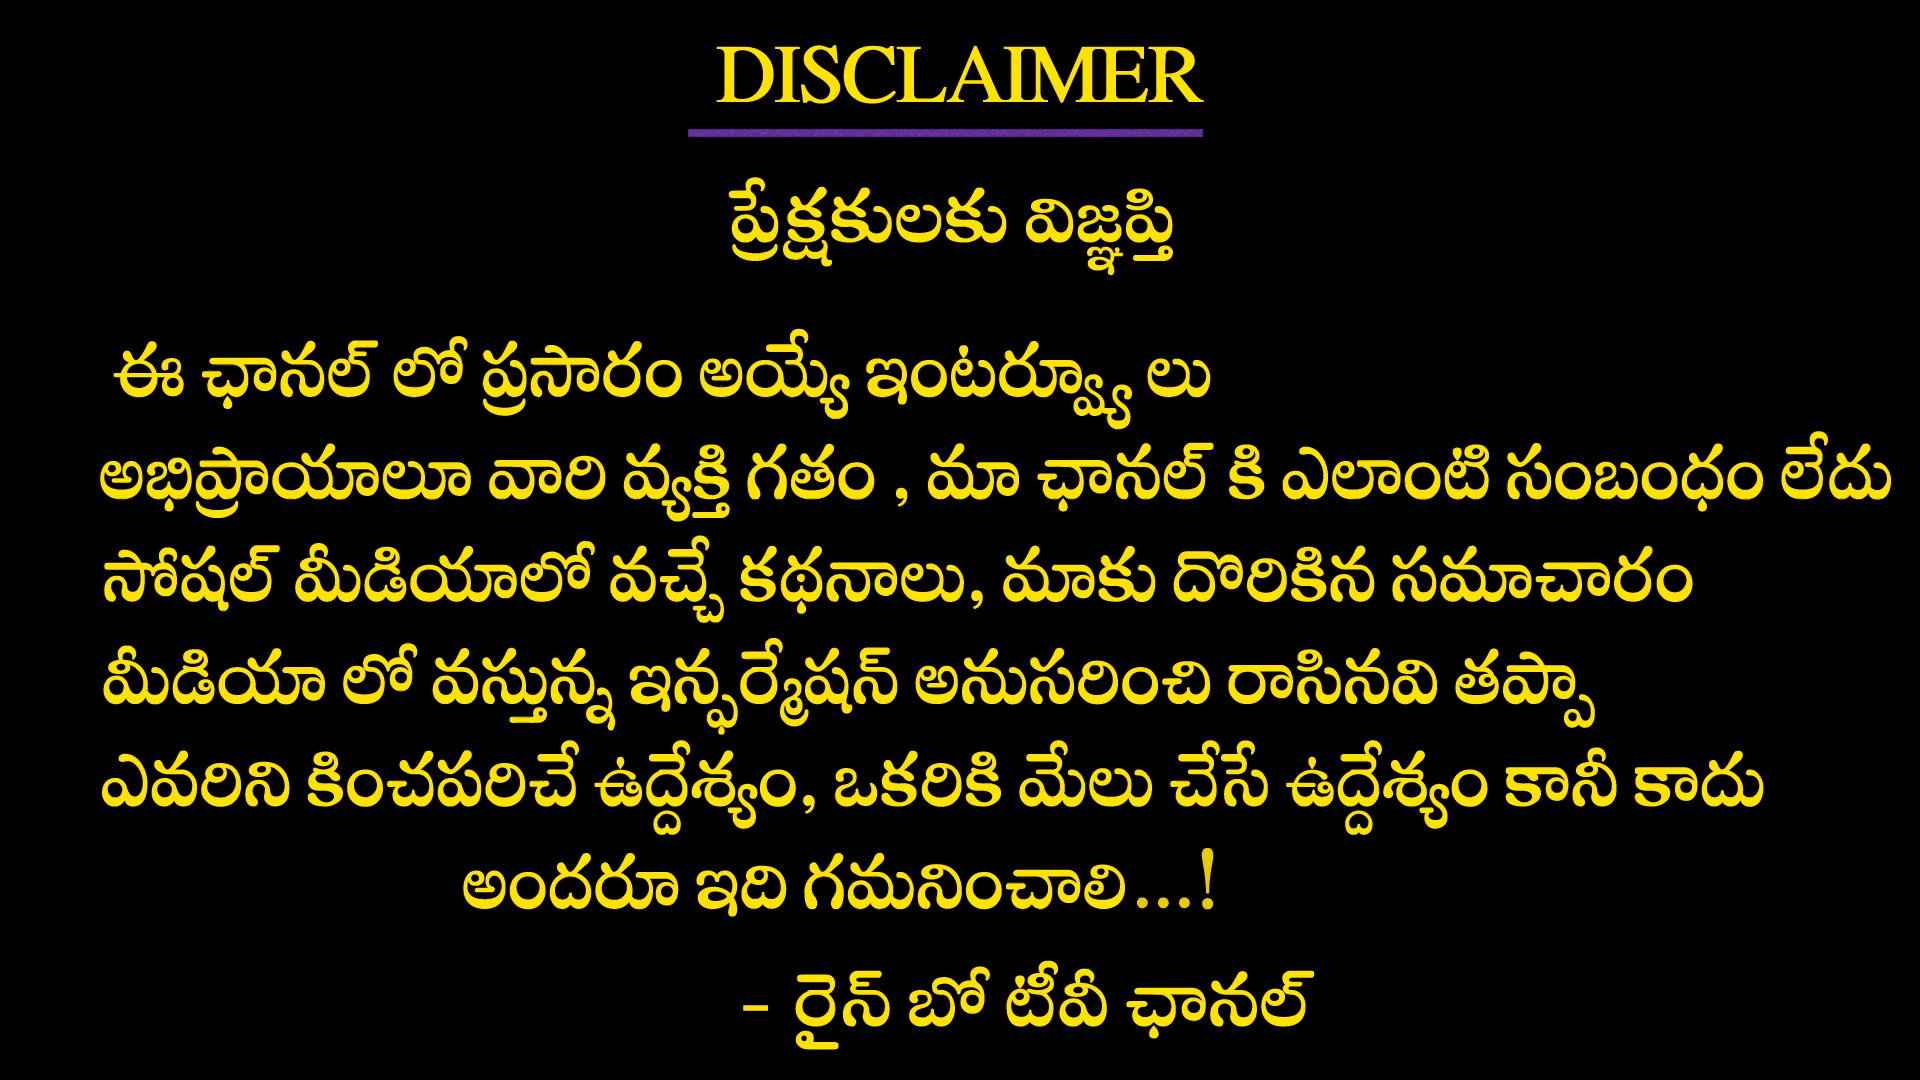 DISCLAIMER
ప్రేక్షకులకు విజ్ఞప్తి
ఈ ఛానల్ లో ప్రసారం అయ్యే ఇంటర్వ్యూ లు
అభిప్రాయాలూ వారి వ్యక్తి గతం , మా ఛానల్ కి ఎలాంటి సంబంధం లేదు
సోషల్ మీడియాలో వచ్చే కథనాలు, మాకు దొరికిన సమాచారం
మీడియా లో వస్తున్న ఇన్ఫర్మేషన్ అనుసరించి రాసినవి తప్పా
ఎవరిని కించపరిచే ఉద్దేశ్యం, ఒకరికి మేలు చేసే ఉద్దేశ్యం కానీ కాదు
అందరూ ఇది గమనించాలి...!
- రైన్ బో టీవీ ఛానల్